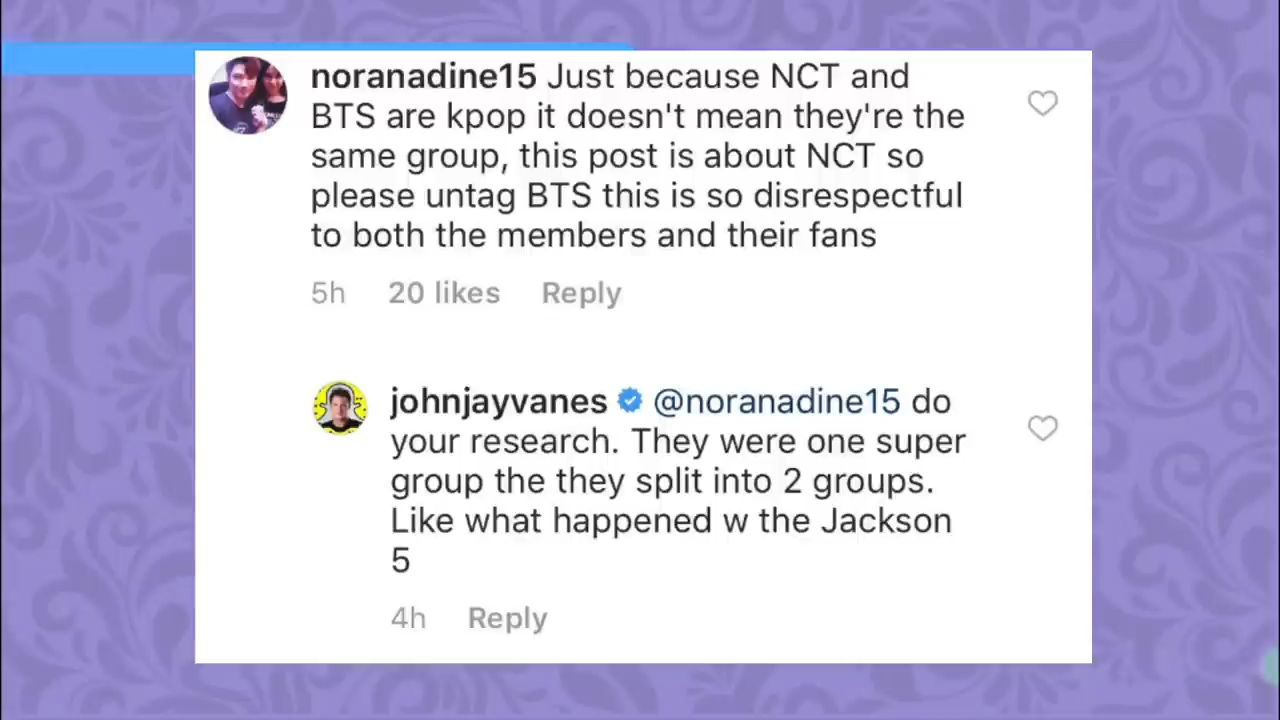 noranadine15 Just because NCT and
BTS are kpop it doesn't mean they're the
same group, this post is about NCT so
please untag BTS this is so disrespectful
to both the members and their fans
5h 20 likes Reply
johnjayvanes @noranadine15 do
your research. They were one super
group the they split into 2 groups.
Like what happened w the Jackson
5
4h Reply